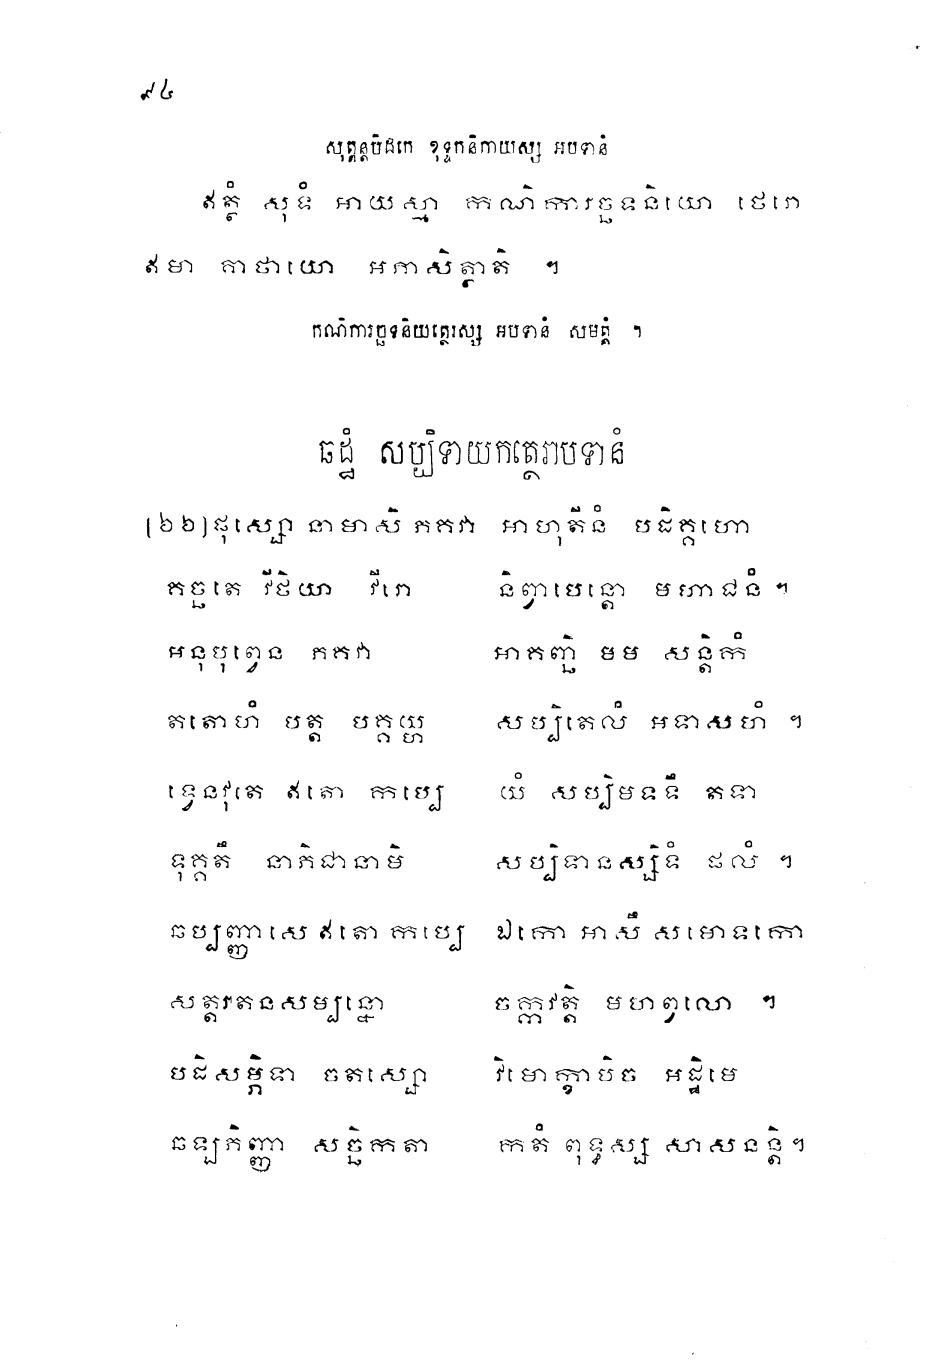 ៩៤
សុត្តន្តបិដកេ ខុទ្ទកនិកាយស្ស អបទានំ
ឥត្ថំ សុទំ អាយស្មា កណិការច្ឆទនិយោ ថេរោ
ឥមា គាថាយោ អភាសិត្ថាតិ ។
កណិការច្ឆទនិយត្ថេរស្ស អបទានំ សមត្តំ ។
ឆដ្ឋំ សប្បិទាយកត្ថេរាបទានំ
[៦៦] ផុស្សោ នាមាសិ ភគវា អាហុតីនំ បដិគ្គហោ
គច្ឆតេ វីថិយា វីរោ និព្វាបេន្តោ មហាជនំ ។
អនុបុព្វេន ភគវា អាគញ្ឆិ មម សន្តិកំ
តតោហំ បត្តំ បគ្គយ្ហ សប្បិតេលំ អទាសហំ ។
ទ្វេនវុតេ ឥតោ កប្បេ យំ សប្បិមទទឹ តទា
ទុគ្គតឹ នាភិជានាមិ សប្បិទានស្សិទំ ផលំ ។
ឆប្បញ្ញាសេ ឥតោ កប្បេ ឯកោ អាសឹ សមោទកោ
សត្តរតនសម្បន្នោ ចក្កវត្តិ មហព្វលោ ។
បដិសម្ភិទា ចតស្សោ វិមោក្ខាបិច អដ្ឋិមេ
ឆឡភិញ្ញា សច្ឆិកតា កតំ ពុទ្ធស្ស សាសនន្តិ ។